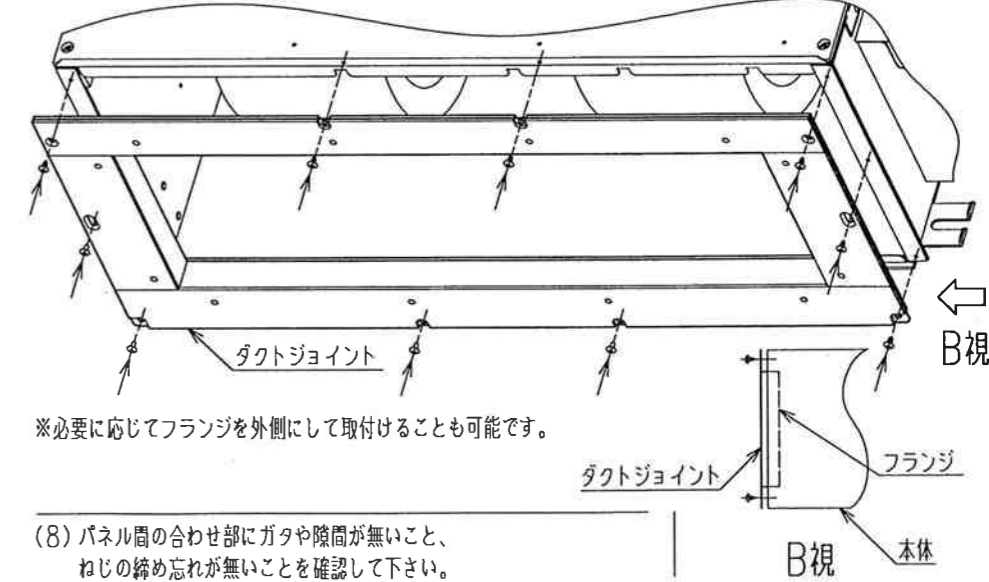 B視
ダクトジョイント
※必要に応じてフランジを外側にして取付けることも可能です。
ダクトジョイント
フランジ
本体
B視
(8) パネル間の合わせ部にガタや隙間が無いこと、
ねじの締め忘れが無いことを確認して下さい。